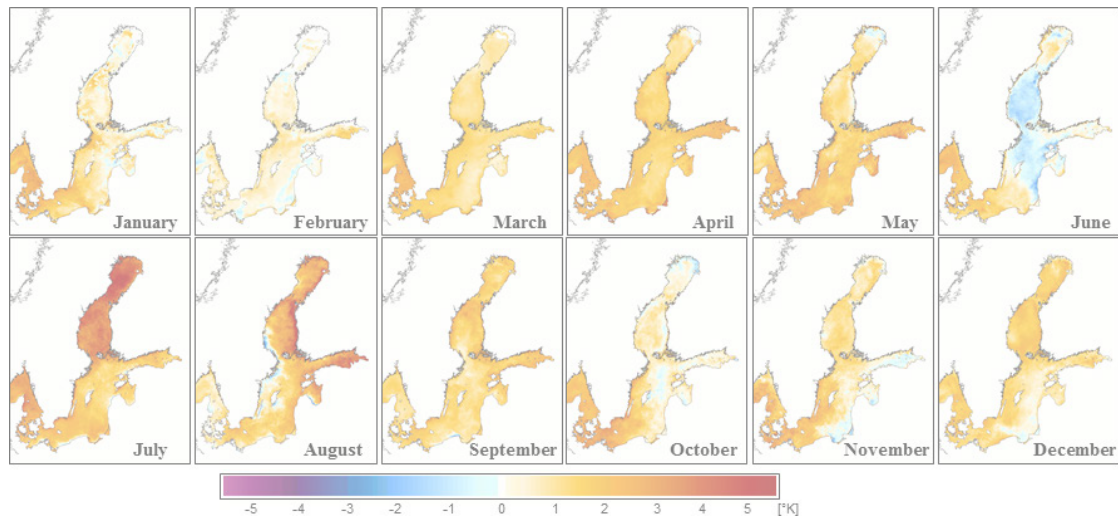 January February March April May June
July August September October November December
-5 -4 -3 -2 -1 0 1 2 3 4 5 [°K]